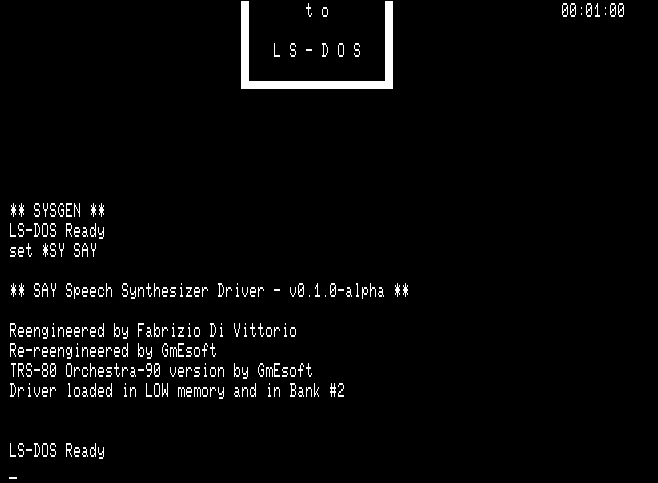 t o
00:01:00
L S - D O S
** SYSGEN **
LS-DOS Ready
set *SY SAY
** SAY Speech Synthesizer Driver - v0.1.0-alpha **
Reengineered by Fabrizio Di Vittorio
Re-reengineered by GmEsoft
TRS-80 Orchestra-90 version by GmEsoft
Driver loaded in LOW memory and in Bank #2
LS-DOS Ready
_